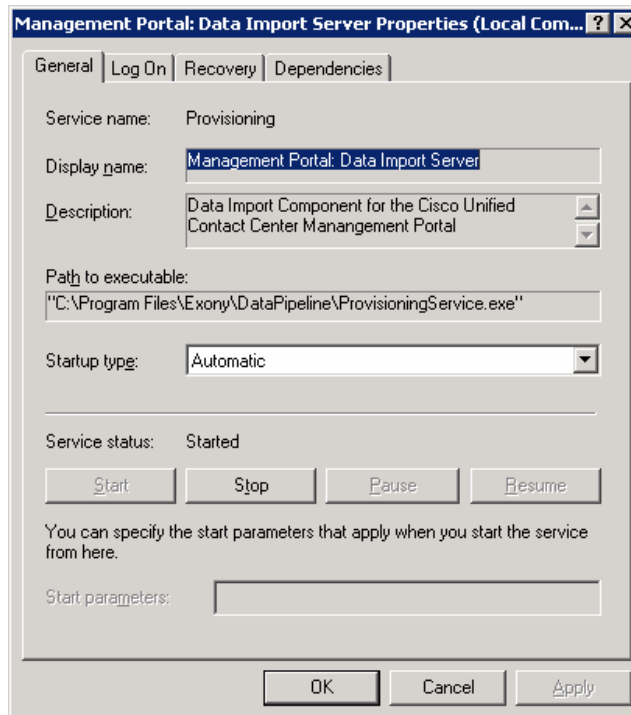 Management Portal: Data Import Server Properties (Local Com... ? X
General Log On Recovery Dependencies
Service name: Provisioning
Display name: Management Portal: Data Import Server
Description: Data Import Component for the Cisco Unified
Contact Center Manangement Portal
Path to executable:
"C:\Program Files\Exony\DataPipeline\ProvisioningService.exe"
Startup type: Automatic
Service status: Started
Start Stop Pause Resume
You can specify the start parameters that apply when you start the service
from here.
Start parameters:
OK Cancel Apply